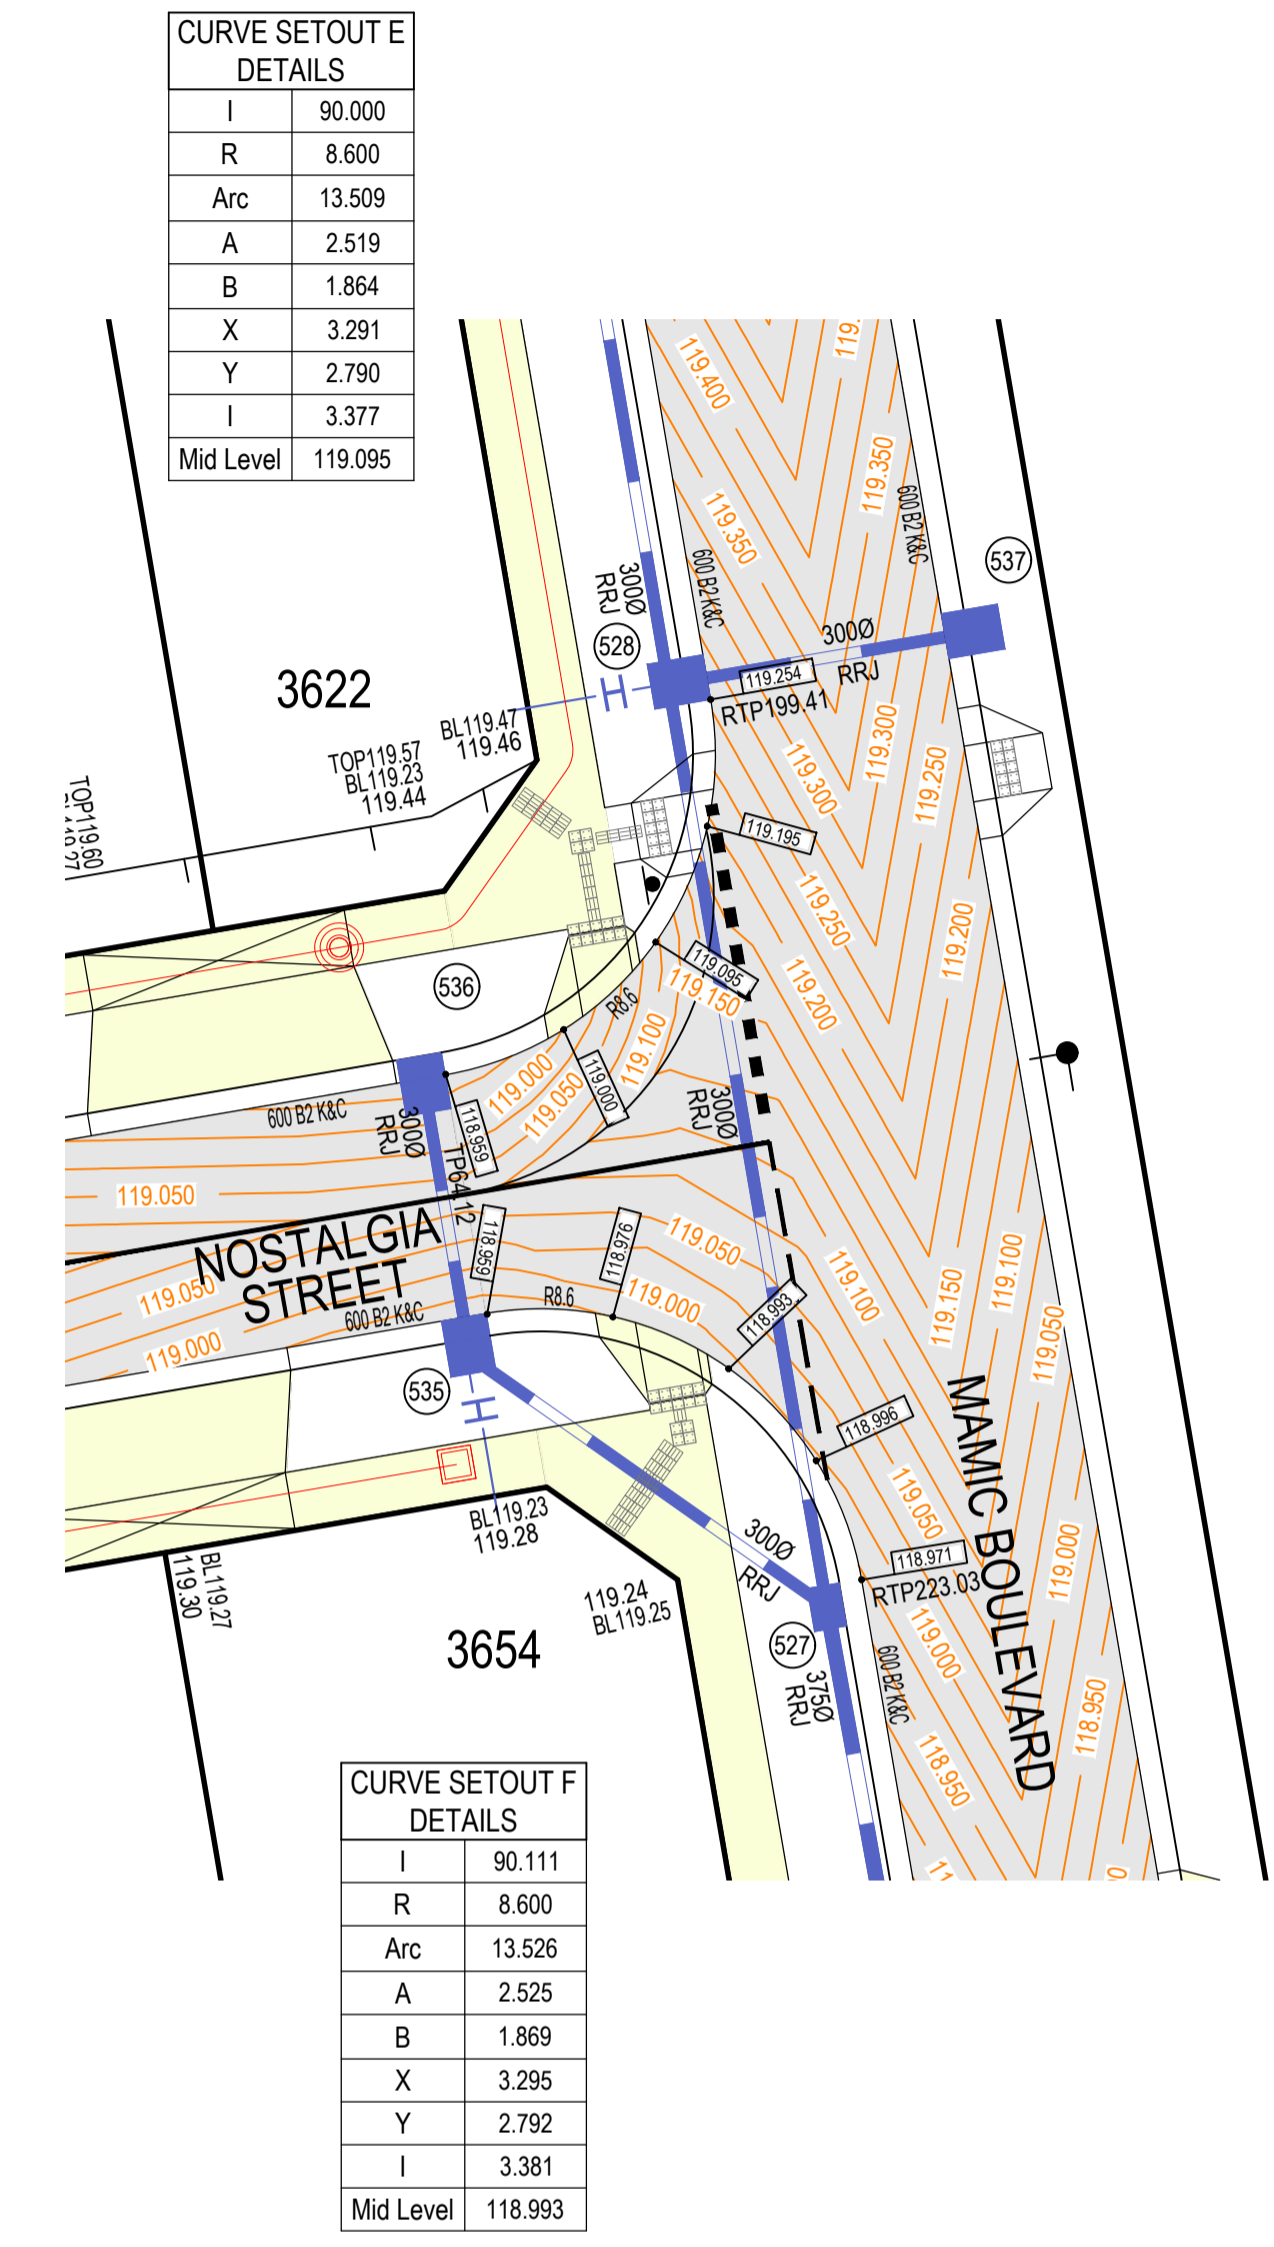 CURVE SETOUT E
DETAILS
I 90.000
R 8.600
Arc 13.509
A 2.519
B 1.864
X 3.291
Y 2.790
I 3.377
Mid Level 119.095
119.400
119.
119.350
119.350
600 B2 K&C
600 B2 K&C
537
300Ø
RRJ
528
300Ø
RRJ
119.254
RTP199.41
3622
BL119.47
119.46
TOP119.57
BL119.23
119.44
TOP119.60
119.300
119.300
119.250
119.195
119.250
119.200
119.095
119.150
119.200
536
R8.6
119.100
119.000
119.050
119.000
600 B2 K&C
300Ø
RRJ
118.959
TP64.12
300Ø
RRJ
119.050
NOSTALGIA
STREET
118.959
118.976
119.050
119.050
119.000
R8.6
119.000
600 B2 K&C
118.993
119.100
119.150
119.100
119.050
535
118.996
MAMIC BOULEVARD
BL119.23
119.28
119.050
119.000
300Ø
RRJ
118.971
RTP223.03
BL119.27
119.30
119.24
BL119.25
3654
527
119.000
375Ø
RRJ
600 B2 K&C
118.950
118.950
CURVE SETOUT F
DETAILS
I 90.111
R 8.600
Arc 13.526
A 2.525
B 1.869
X 3.295
Y 2.792
I 3.381
Mid Level 118.993